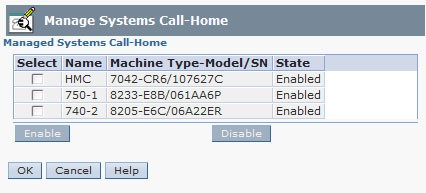 Manage Systems Call-Home
Managed Systems Call-Home
Select Name Machine Type-Model/SN State
HMC 7042-CR6/107627C Enabled
750-1 8233-E8B/061AA6P Enabled
740-2 8205-E6C/06A22ER Enabled
Enable Disable
OK Cancel Help